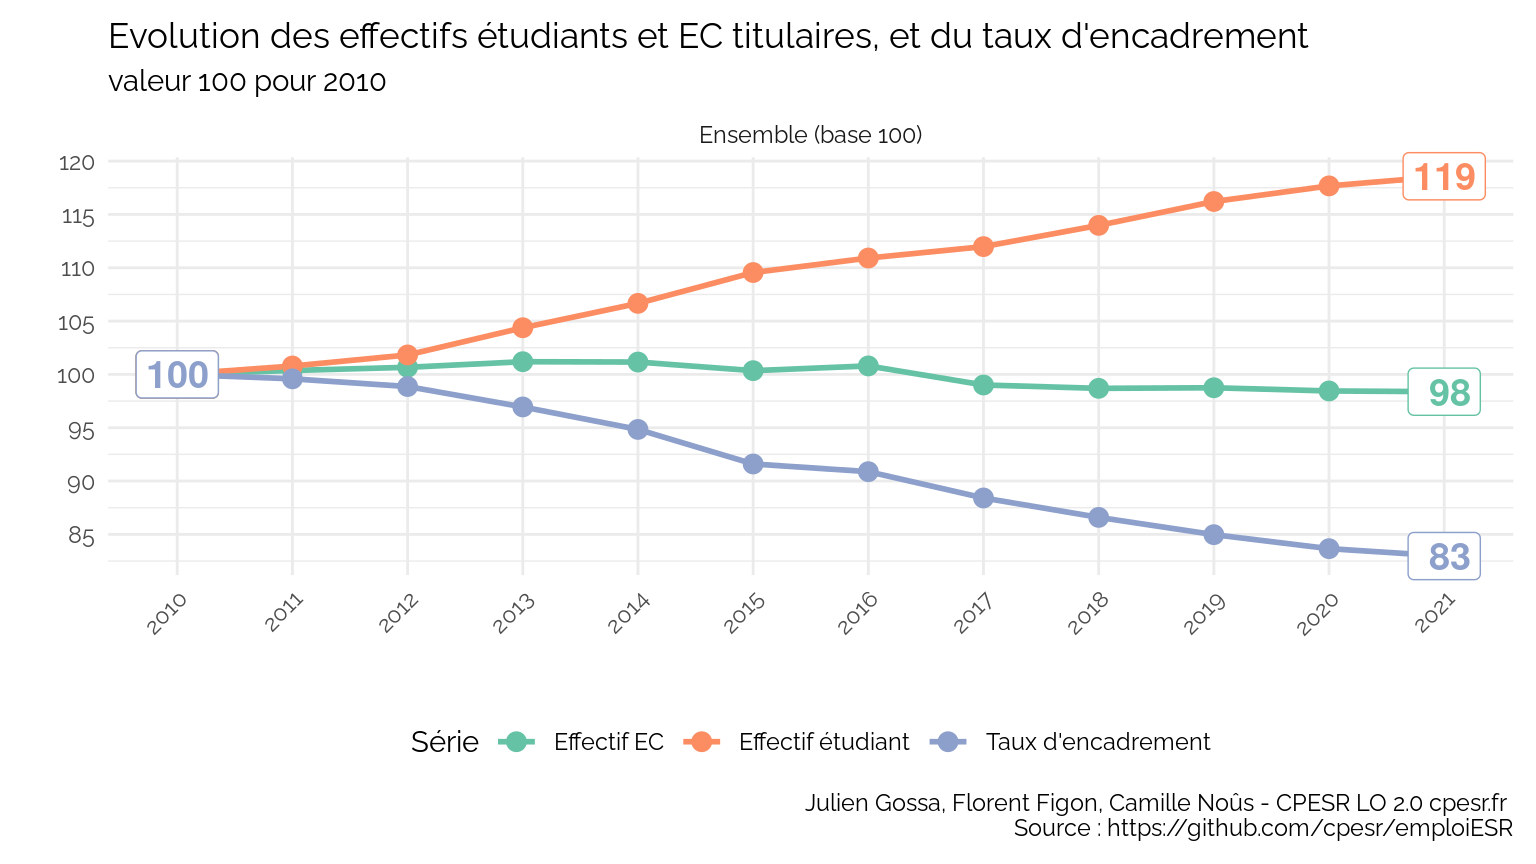 Evolution des effectifs étudiants et EC titulaires, et du taux d'encadrement
valeur 100 pour 2010
Ensemble (base 100)
120
115
110
105
100
95
90
85
100
119
98
83
2010 2011 2012 2013 2014 2015 2016 2017 2018 2019 2020 2021
Série Effectif EC Effectif étudiant Taux d'encadrement
Julien Gossa, Florent Figon, Camille Noûs - CPESR LO 2.0 cpesr.fr
Source : https://github.com/cpesr/emploiESR